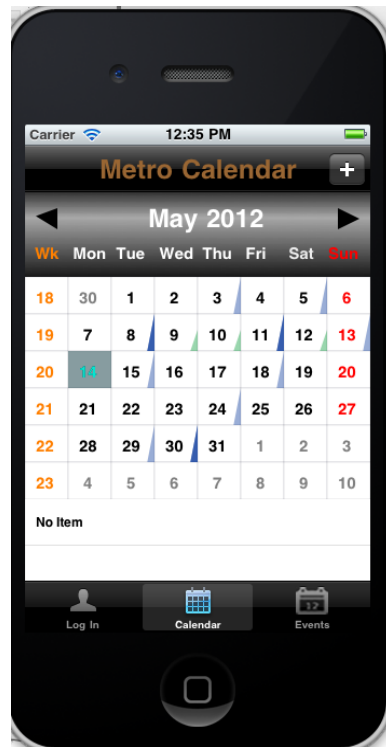 Carrier 12:35 PM
Metro Calendar +
May 2012
Wk Mon Tue Wed Thu Fri Sat Sun
18 30 1 2 3 4 5 6
19 7 8 9 10 11 12 13
20 14 15 16 17 18 19 20
21 21 22 23 24 25 26 27
22 28 29 30 31 1 2 3
23 4 5 6 7 8 9 10
No Item
12
Log In Calendar Events